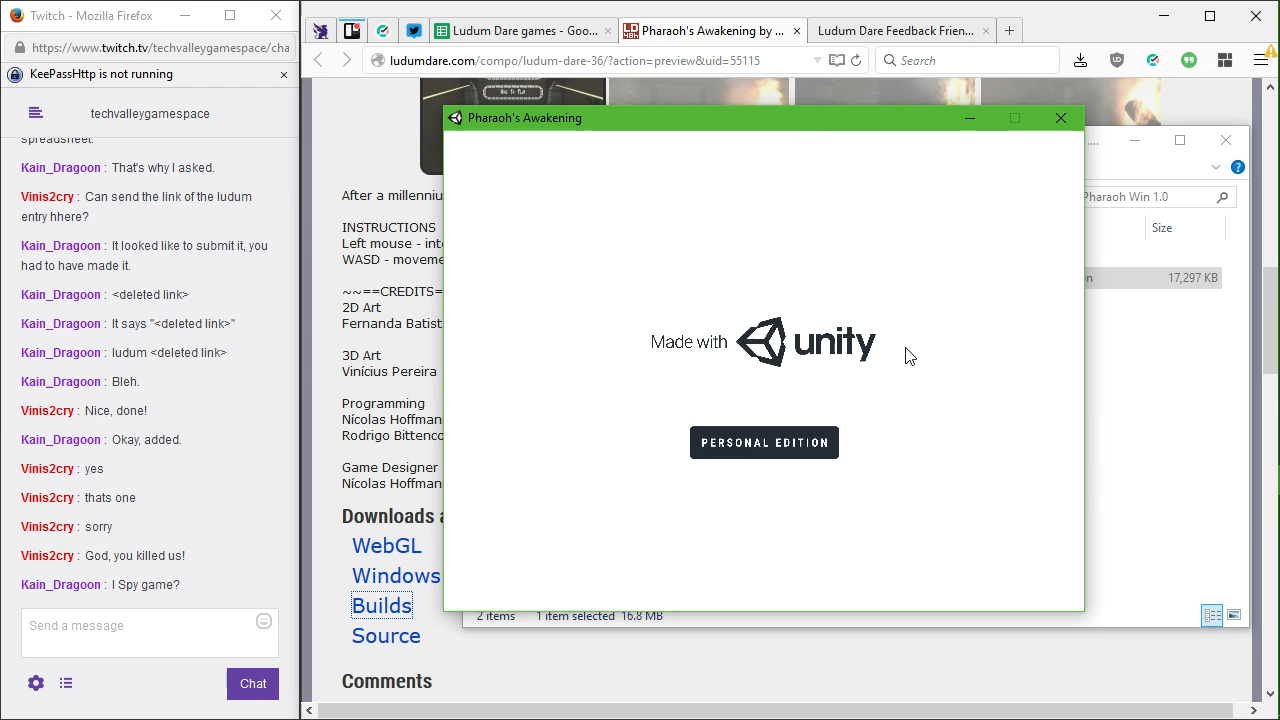 Twitch - Mozilla Firefox
https://www.twitch.tv/techvalleygamespace/cha
KeePassHttp is not running
techvalleygamespace
spreadsheet.
Kain_Dragoon : That's why I asked.
Vinis2cry : Can send the link of the ludum
entry hhere?
Kain_Dragoon : It looked like to submit it, you
had to have made it.
Kain_Dragoon : <deleted link>
Kain_Dragoon : It says "<deleted link>"
Kain_Dragoon : ludum <deleted link>
Kain_Dragoon : Bleh.
Vinis2cry : Nice, done!
Kain_Dragoon : Okay, added.
Vinis2cry : yes
Vinis2cry : thats one
Vinis2cry : sorry
Vinis2cry : God, you killed us!
Kain_Dragoon : I Spy game?
Send a message
Chat
Ludum Dare games - Goo...
Pharaoh's Awakening by ...
Ludum Dare Feedback Frien...
ludumdare.com/compo/ludum-dare-36/?action=preview&uid=55115
Search
After a millenniu
INSTRUCTIONS
Left mouse - inte
WASD - moveme
~~==CREDITS=
2D Art
Fernanda Batist
3D Art
Vinícius Pereira
Programming
Nícolas Hoffman
Rodrigo Bittenco
Game Designer
Nícolas Hoffman
Downloads a
WebGL
Windows
Builds
Source
Comments
Pharaoh's Awakening
Made with unity
PERSONAL EDITION
....
Pharaoh Win 1.0
Size
n 17,297 KB
2 items 1 item selected 16.8 MB